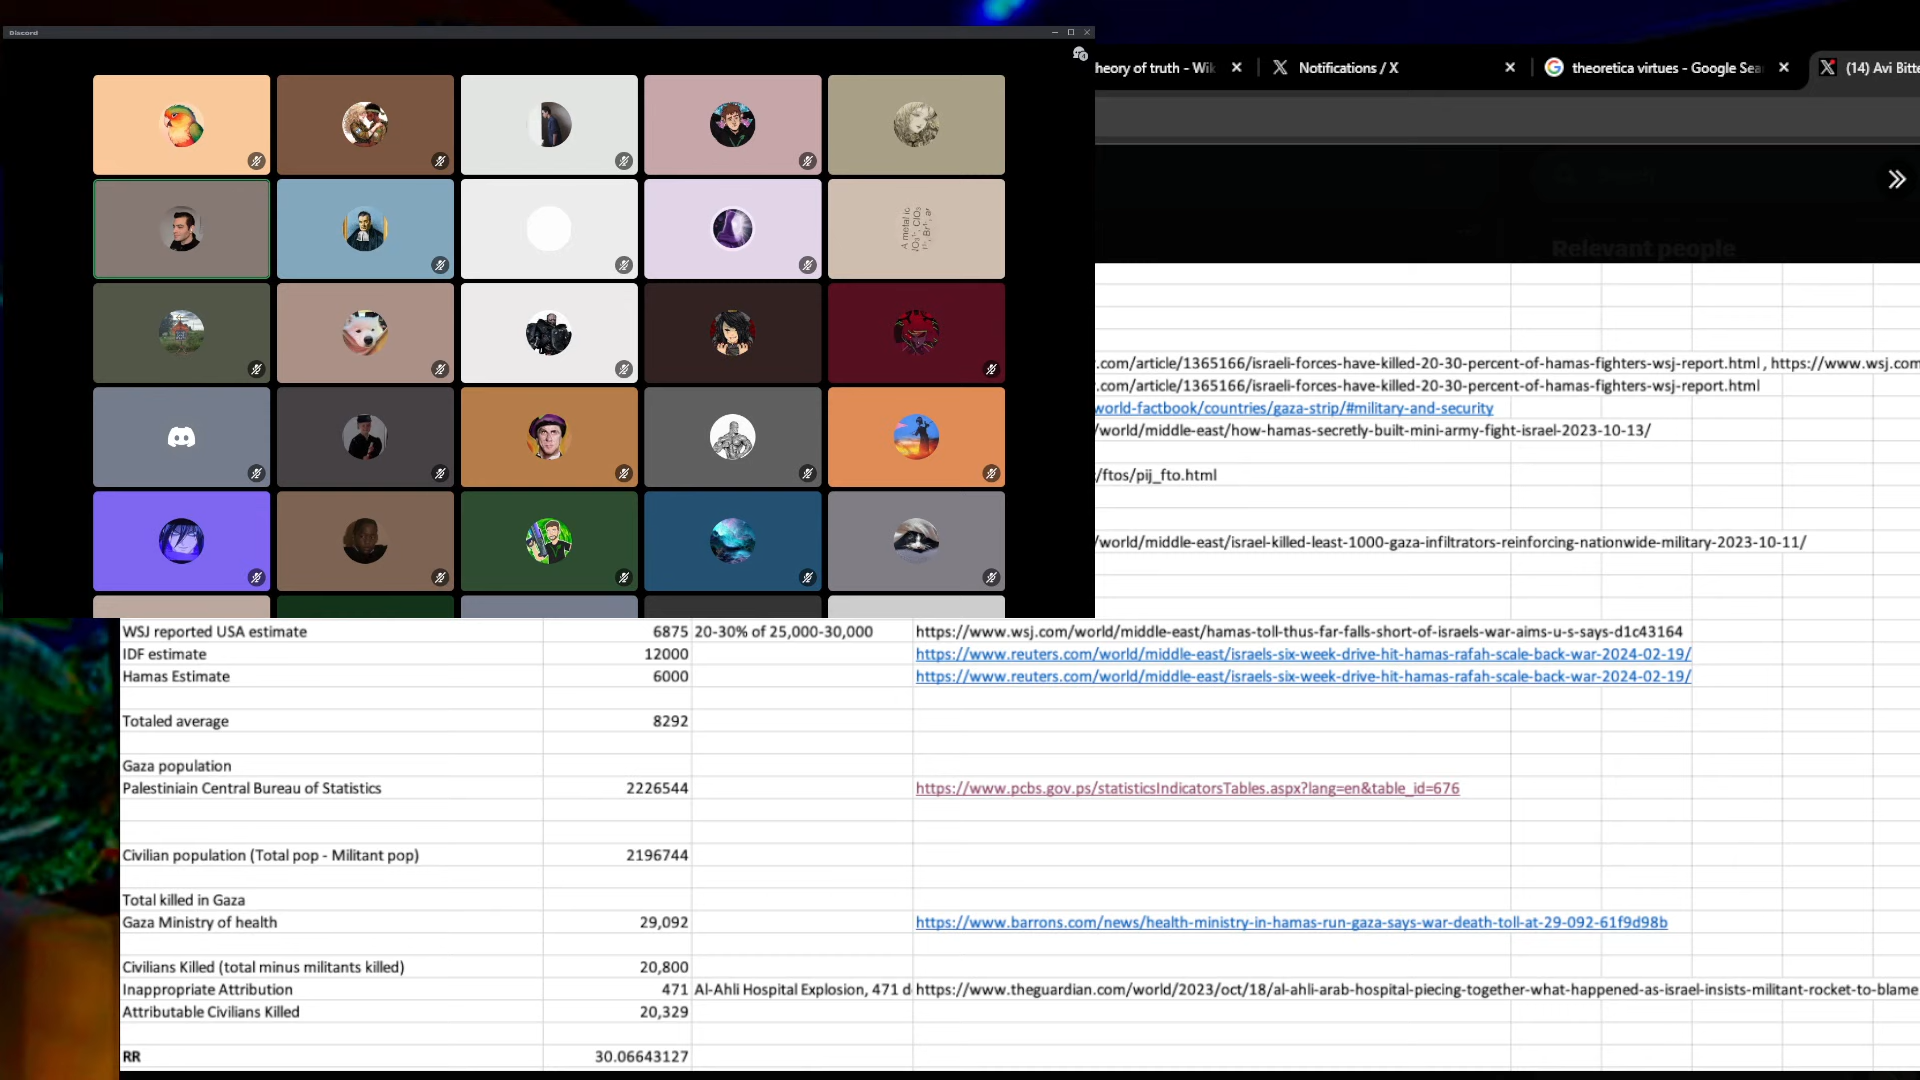 Discord
heory of truth - Wik
Notifications / X
theoretica virtues - Google Sea
(14) Avi Bitte
Relevant people
A metal ic
.com/article/1365166/israeli-forces-have-killed-20-30-percent-of-hamas-fighters-wsj-report.html , https://www.wsj.com
.com/article/1365166/israeli-forces-have-killed-20-30-percent-of-hamas-fighters-wsj-report.html
world-factbook/countries/gaza-strip/#military-and-security
/world/middle-east/how-hamas-secretly-built-mini-army-fight-israel-2023-10-13/
/ftos/pij_fto.html
/world/middle-east/israel-killed-least-1000-gaza-infiltrators-reinforcing-nationwide-military-2023-10-11/
WSJ reported USA estimate 6875 20-30% of 25,000-30,000 https://www.wsj.com/world/middle-east/hamas-toll-thus-far-falls-short-of-israels-war-aims-u-s-says-d1c43164
IDF estimate 12000 https://www.reuters.com/world/middle-east/israels-six-week-drive-hit-hamas-rafah-scale-back-war-2024-02-19/
Hamas Estimate 6000 https://www.reuters.com/world/middle-east/israels-six-week-drive-hit-hamas-rafah-scale-back-war-2024-02-19/
Totaled average 8292
Gaza population
Palestiniain Central Bureau of Statistics 2226544 https://www.pcbs.gov.ps/statisticsIndicatorsTables.aspx?lang=en&table_id=676
Civilian population (Total pop - Militant pop) 2196744
Total killed in Gaza
Gaza Ministry of health 29,092 https://www.barrons.com/news/health-ministry-in-hamas-run-gaza-says-war-death-toll-at-29-092-61f9d98b
Civilians Killed (total minus militants killed) 20,800
Inappropriate Attribution 471 Al-Ahli Hospital Explosion, 471 d https://www.theguardian.com/world/2023/oct/18/al-ahli-arab-hospital-piecing-together-what-happened-as-israel-insists-militant-rocket-to-blame
Attributable Civilians Killed 20,329
RR 30.06643127